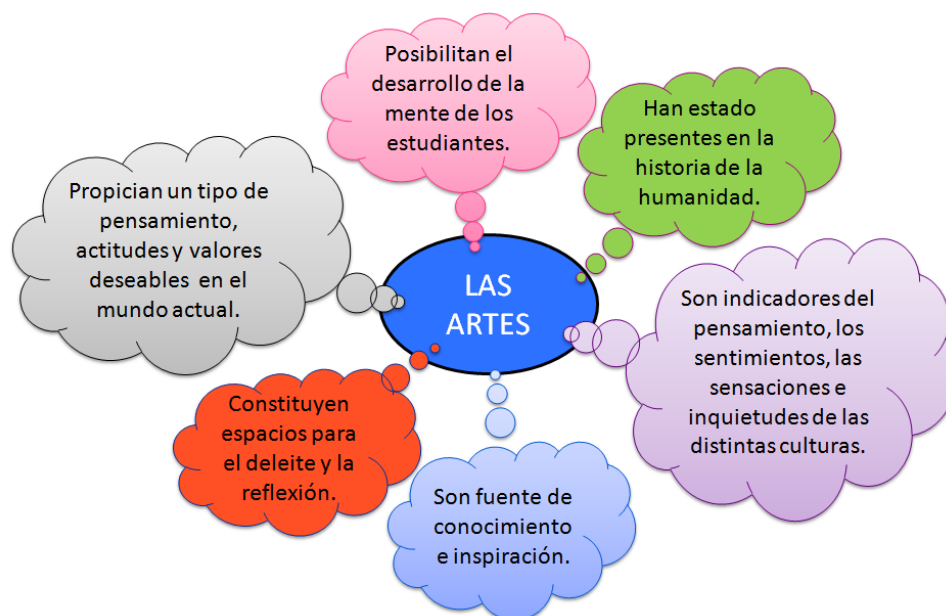 Posibilitan el
desarrollo de la
mente de los
estudiantes.
Han estado
presentes en la
historia de la
humanidad.
Propician un tipo de
pensamiento,
actitudes y valores
deseables en el
mundo actual.
LAS
ARTES
Son indicadores del
pensamiento, los
sentimientos, las
sensaciones e
inquietudes de las
distintas culturas.
Constituyen
espacios para
el deleite y la
reflexión.
Son fuente de
conocimiento
e inspiración.